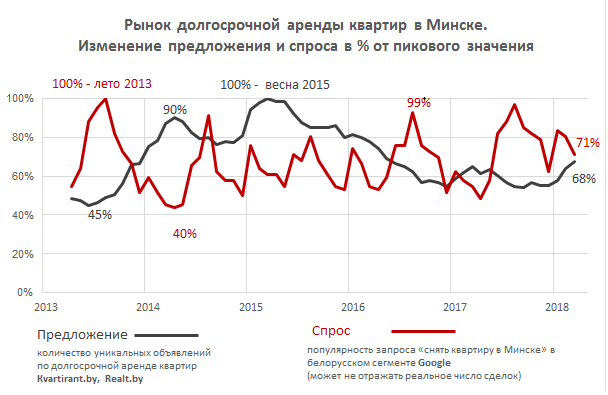 Рынок долгосрочной аренды квартир в Минске.
Изменение предложения и спроса в % от пикового значения
100% - лето 2013
100% - весна 2015
90%
99%
45%
40%
71%
68%
100%
80%
60%
40%
20%
0%
2013 2014 2015 2016 2017 2018
Предложение
количество уникальных объявлений
по долгосрочной аренде квартир
Kvartirant.by, Realt.by
Спрос
популярность запроса «снять квартиру в Минске» в
белорусском сегменте Google
(может не отражать реальное число сделок)